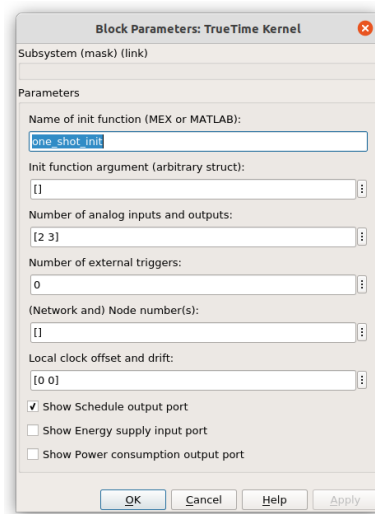 Block Parameters: TrueTime Kernel
Subsystem (mask) (link)
Parameters
Name of init function (MEX or MATLAB):
one_shot_init
Init function argument (arbitrary struct):
[]
Number of analog inputs and outputs:
[2 3]
Number of external triggers:
0
(Network and) Node number(s):
[]
Local clock offset and drift:
[0 0]
Show Schedule output port
Show Energy supply input port
Show Power consumption output port
OK Cancel Help Apply